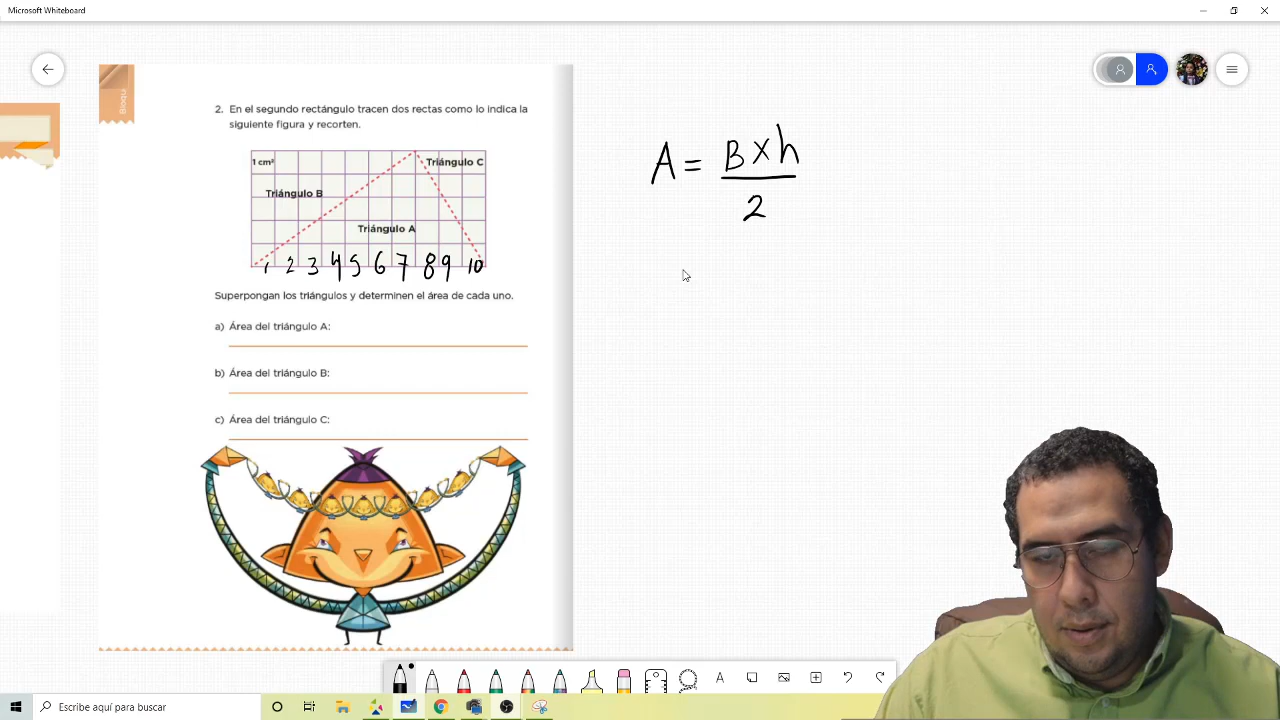 Microsoft Whiteboard
Bloqu
2. En el segundo rectángulo tracen dos rectas como lo indica la
siguiente figura y recorten.
1 cm²
Triángulo C
Triángulo B
Triángulo A
1 2 3 4 5 6 7 8 9 10
Superpongan los triángulos y determinen el área de cada uno.
a) Área del triángulo A:
b) Área del triángulo B:
c) Área del triángulo C:
A = B x h
2
A
Escribe aquí para buscar